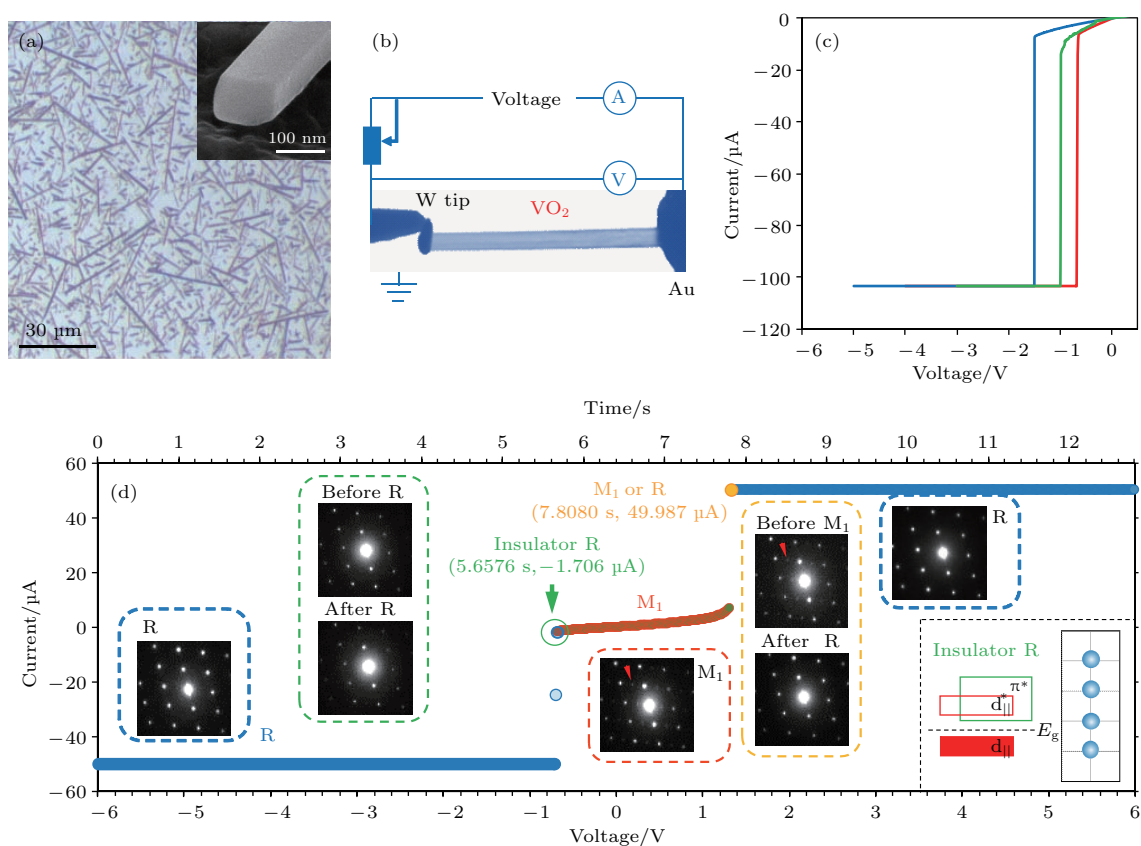 (a)
100 nm
30 µm
(b)
Voltage
A
V
W tip
VO₂
Au
(c)
0
−20
−40
−60
−80
−100
−120
Current/µA
−6 −5 −4 −3 −2 −1 0
Voltage/V
Time/s
0 1 2 3 4 5 6 7 8 9 10 11 12
(d)
60
40
20
0
−20
−40
−60
Current/µA
Before R
After R
R
R
Insulator R
(5.6576 s,−1.706 µA)
M₁ or R
(7.8080 s, 49.987 µA)
M₁
M₁
Before M₁
After R
R
Insulator R
π*
d*||
E_g
d||
−6 −5 −4 −3 −2 −1 0 1 2 3 4 5 6
Voltage/V